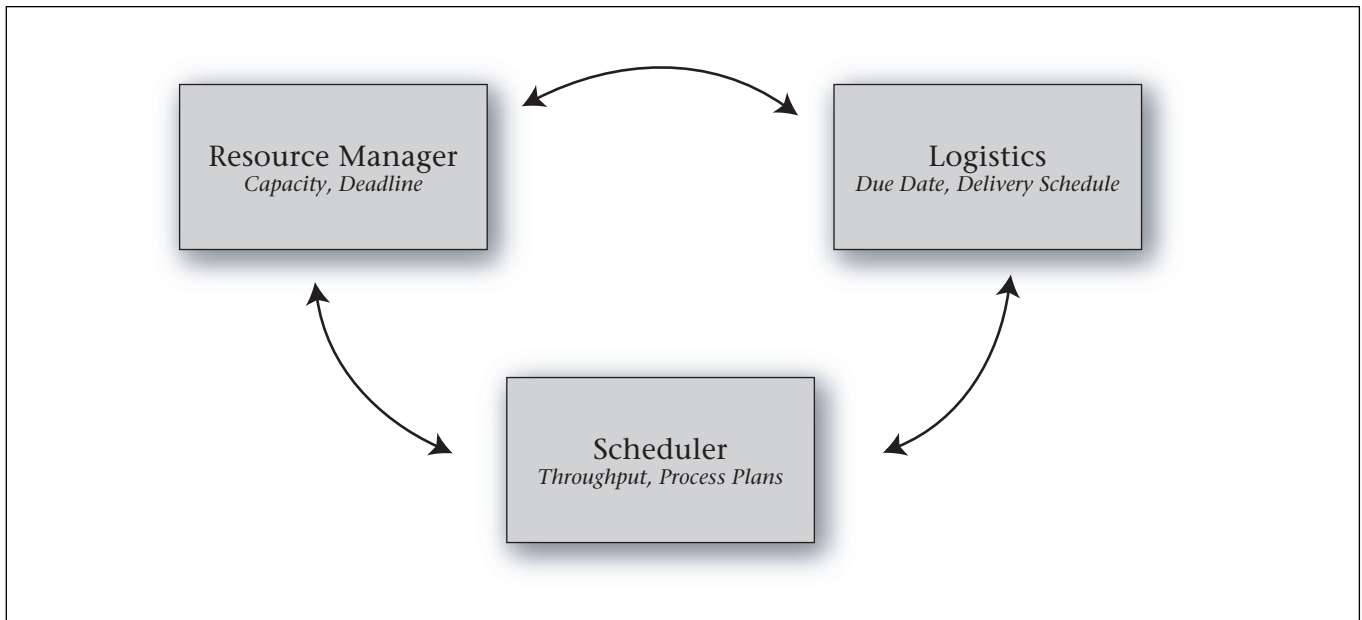 Resource Manager
Capacity, Deadline
Logistics
Due Date, Delivery Schedule
Scheduler
Throughput, Process Plans